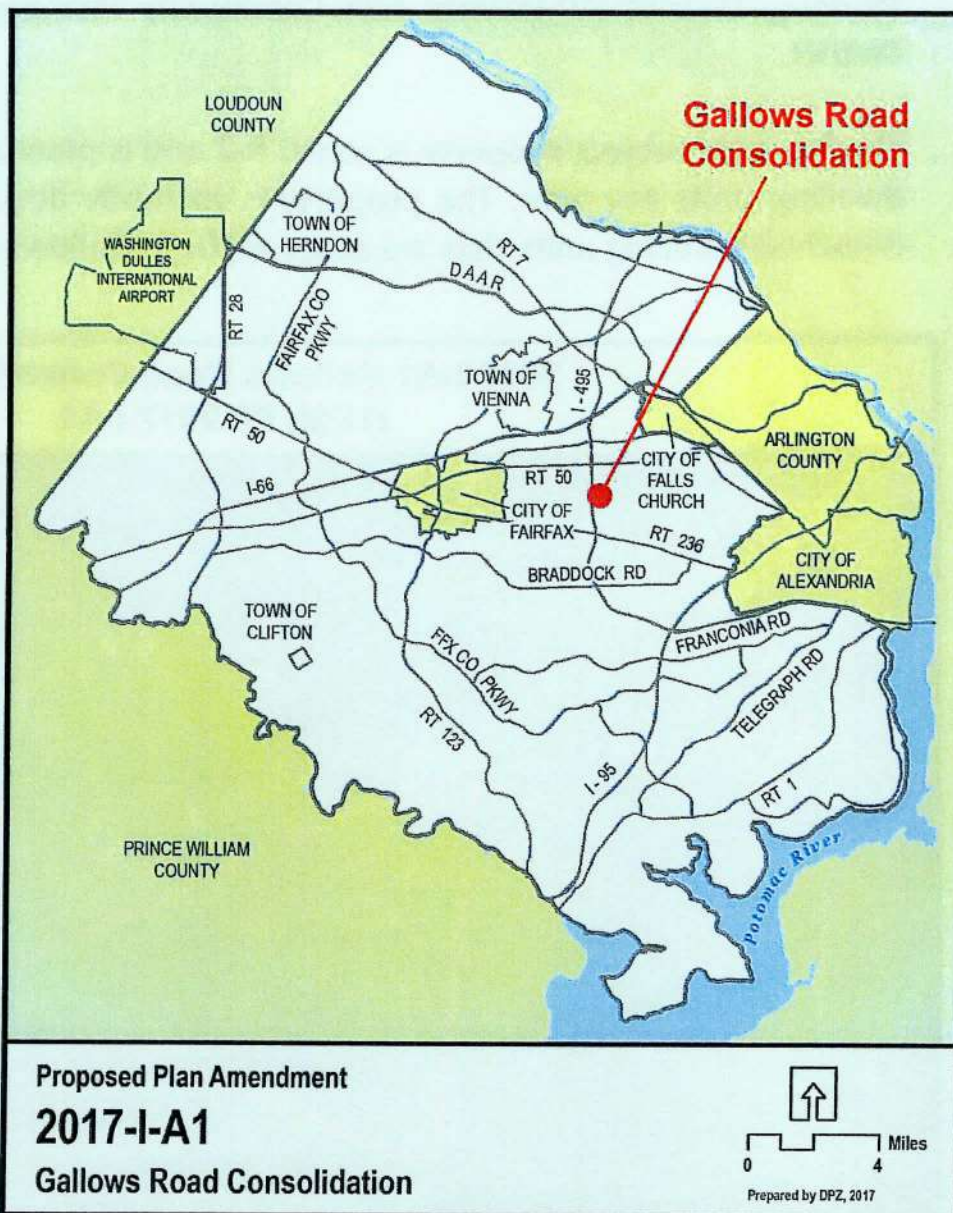 LOUDOUN
COUNTY
Gallows Road
Consolidation
WASHINGTON
DULLES
INTERNATIONAL
AIRPORT
TOWN OF
HERNDON
RT 7
DAAR
RT 28
FAIRFAX CO
PKWY
TOWN OF
VIENNA
I - 495
ARLINGTON
COUNTY
RT 50
I-66
RT 50
CITY OF
FALLS
CHURCH
CITY OF
FAIRFAX
RT 236
BRADDOCK RD
CITY OF
ALEXANDRIA
TOWN OF
CLIFTON
FRANCONIA RD
FFX CO PKWY
TELEGRAPH RD
RT 123
I - 95
RT 1
PRINCE WILLIAM
COUNTY
Potomac River
Proposed Plan Amendment
2017-I-A1
Gallows Road Consolidation
Miles
0 4
Prepared by DPZ, 2017